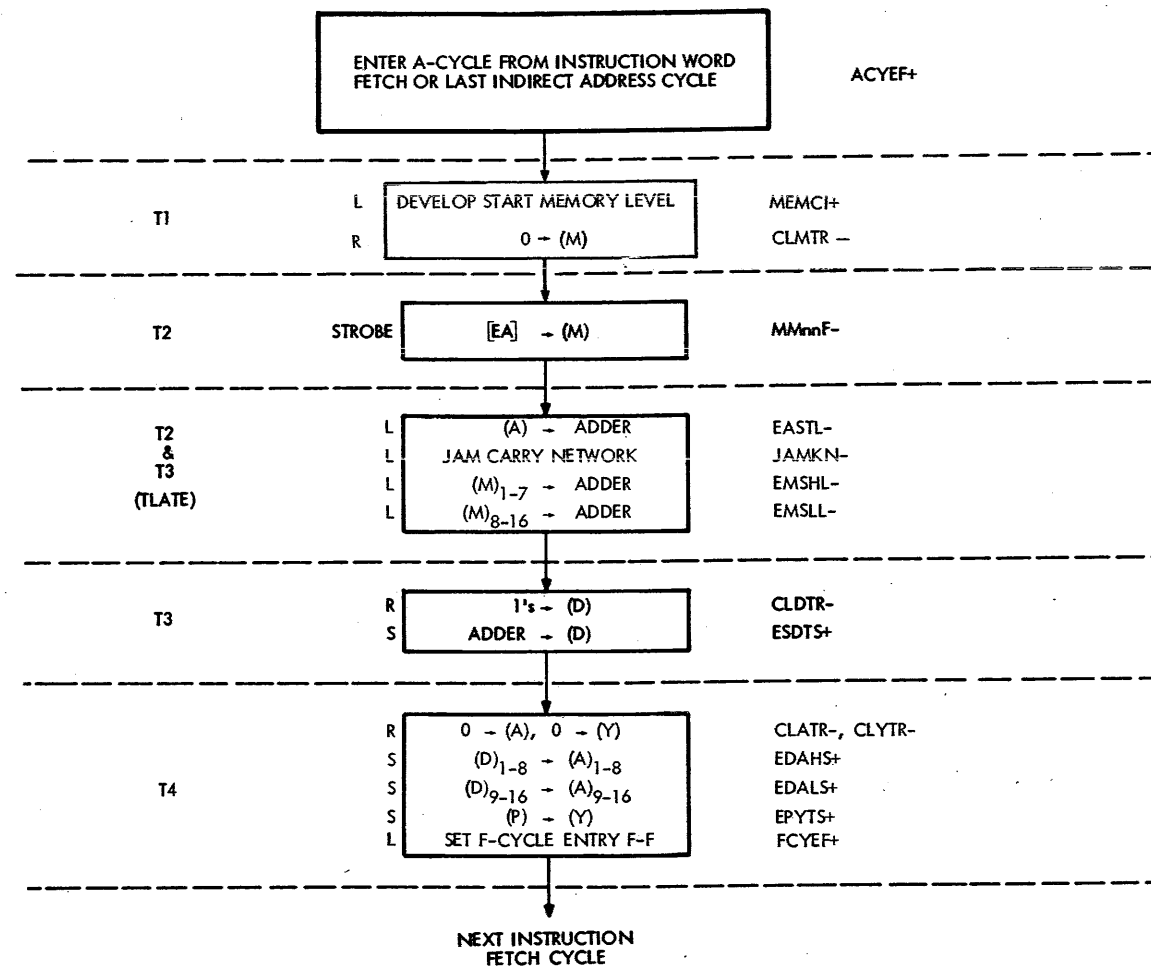 ENTER A-CYCLE FROM INSTRUCTION WORD
FETCH OR LAST INDIRECT ADDRESS CYCLE
ACYEF+
T1
L DEVELOP START MEMORY LEVEL MEMCI+
R 0 → (M) CLMTR –
T2 STROBE [EA] → (M) MMnnF-
T2
&
T3
(TLATE)
L (A) → ADDER EASTL-
L JAM CARRY NETWORK JAMKN-
L (M)1-7 → ADDER EMSHL-
L (M)8-16 → ADDER EMSLL-
T3
R 1's → (D) CLDTR-
S ADDER → (D) ESDTS+
T4
R 0 → (A), 0 → (Y) CLATR-, CLYTR-
S (D)1-8 → (A)1-8 EDAHS+
S (D)9-16 → (A)9-16 EDALS+
S (P) → (Y) EPYTS+
L SET F-CYCLE ENTRY F-F FCYEF+
NEXT INSTRUCTION
FETCH CYCLE